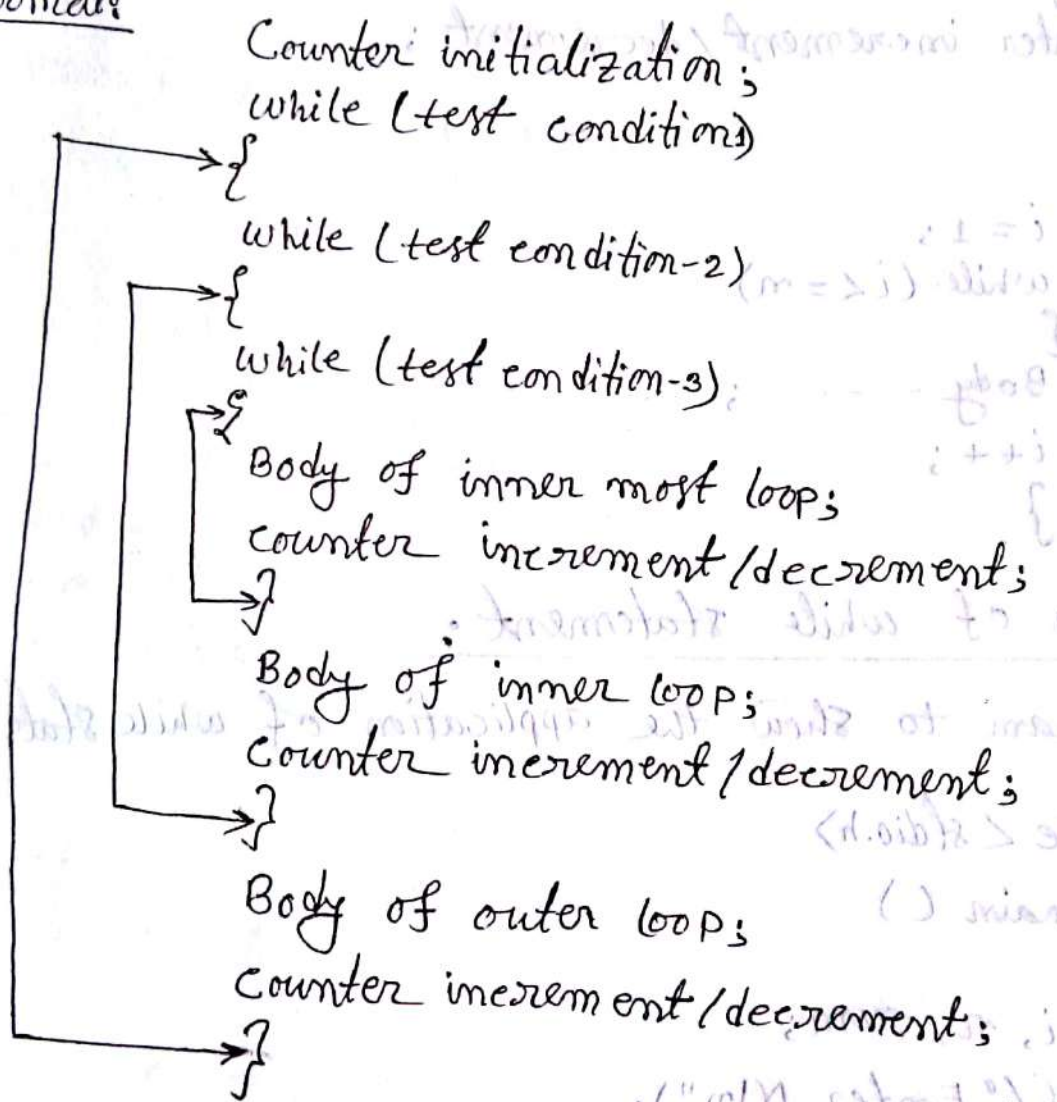 Counter initialization;
while (test condition1)
{
while (test condition-2)
{
while (test condition-3)
{
Body of inner most loop;
counter increment/decrement;
}
Body of inner loop;
counter increment/decrement;
}
Body of outer loop;
counter increment/decrement;
}